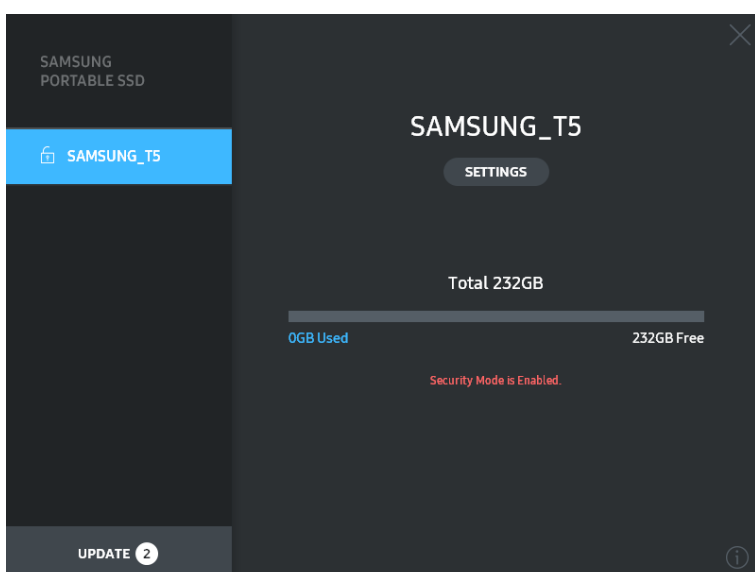 SAMSUNG
PORTABLE SSD
SAMSUNG_T5
SAMSUNG_T5
SETTINGS
Total 232GB
0GB Used
232GB Free
Security Mode is Enabled.
UPDATE 2